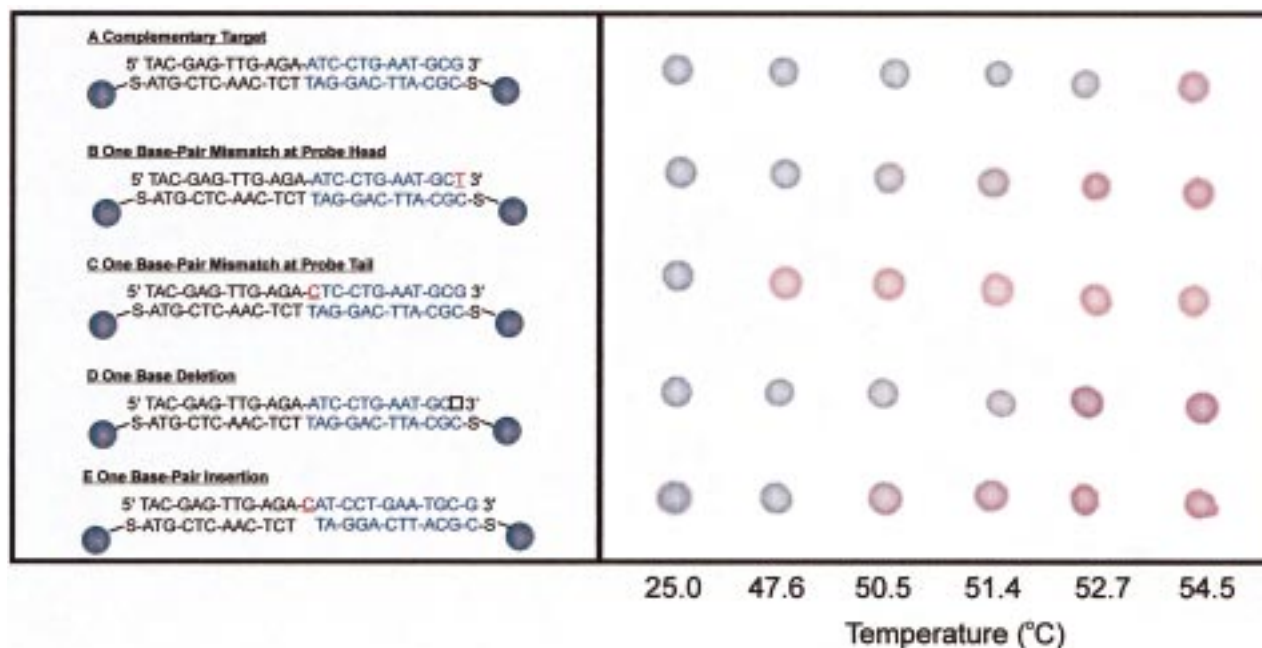 A Complementary Target
5' TAC-GAG-TTG-AGA-ATC-CTG-AAT-GCG 3'
S-ATG-CTC-AAC-TCT TAG-GAC-TTA-CGC-S
B One Base-Pair Mismatch at Probe Head
5' TAC-GAG-TTG-AGA-ATC-CTG-AAT-GCT 3'
S-ATG-CTC-AAC-TCT TAG-GAC-TTA-CGC-S
C One Base-Pair Mismatch at Probe Tail
5' TAC-GAG-TTG-AGA-CTC-CTG-AAT-GCG 3'
S-ATG-CTC-AAC-TCT TAG-GAC-TTA-CGC-S
D One Base Deletion
5' TAC-GAG-TTG-AGA-ATC-CTG-AAT-GC□ 3'
S-ATG-CTC-AAC-TCT TAG-GAC-TTA-CGC-S
E One Base-Pair Insertion
5' TAC-GAG-TTG-AGA-CAT-CCT-GAA-TGC-G 3'
S-ATG-CTC-AAC-TCT TA-GGA-CTT-ACG-C-S
25.0 47.6 50.5 51.4 52.7 54.5
Temperature (°C)